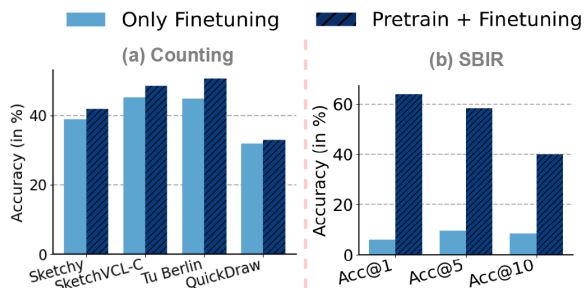 Only Finetuning
Pretrain + Finetuning
(a) Counting
(b) SBIR
Accuracy (in %)
40
20
0
Sketchy
SketchVCL-C
Tu Berlin
QuickDraw
Accuracy (in %)
60
40
20
0
Acc@1
Acc@5
Acc@10